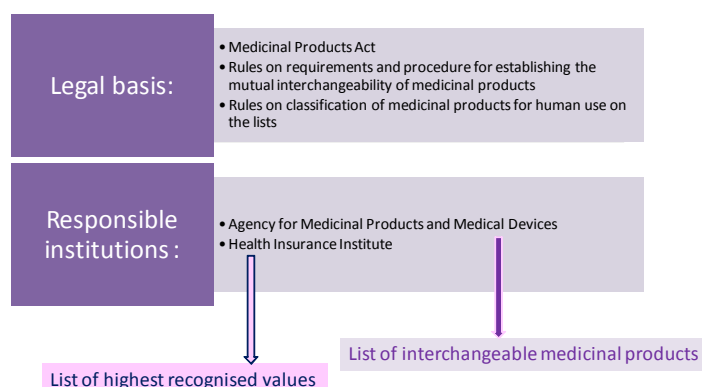 Legal basis:
• Medicinal Products Act
• Rules on requirements and procedure for establishing the
mutual interchangeability of medicinal products
• Rules on classification of medicinal products for human use on
the lists
Responsible
institutions :
• Agency for Medicinal Products and Medical Devices
• Health Insurance Institute
List of interchangeable medicinal products
List of highest recognised values